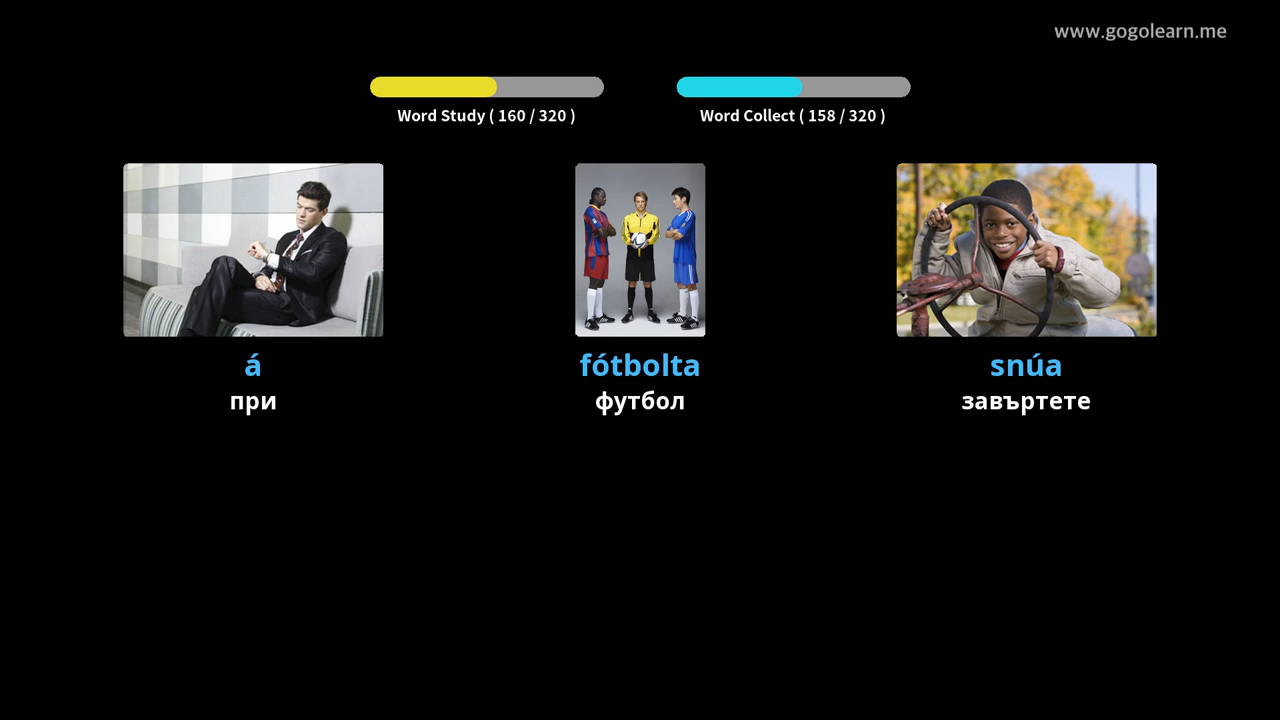 www.gogolearn.me
Word Study ( 160 / 320 )
Word Collect ( 158 / 320 )
á
при
fótbolta
футбол
snúa
завъртете